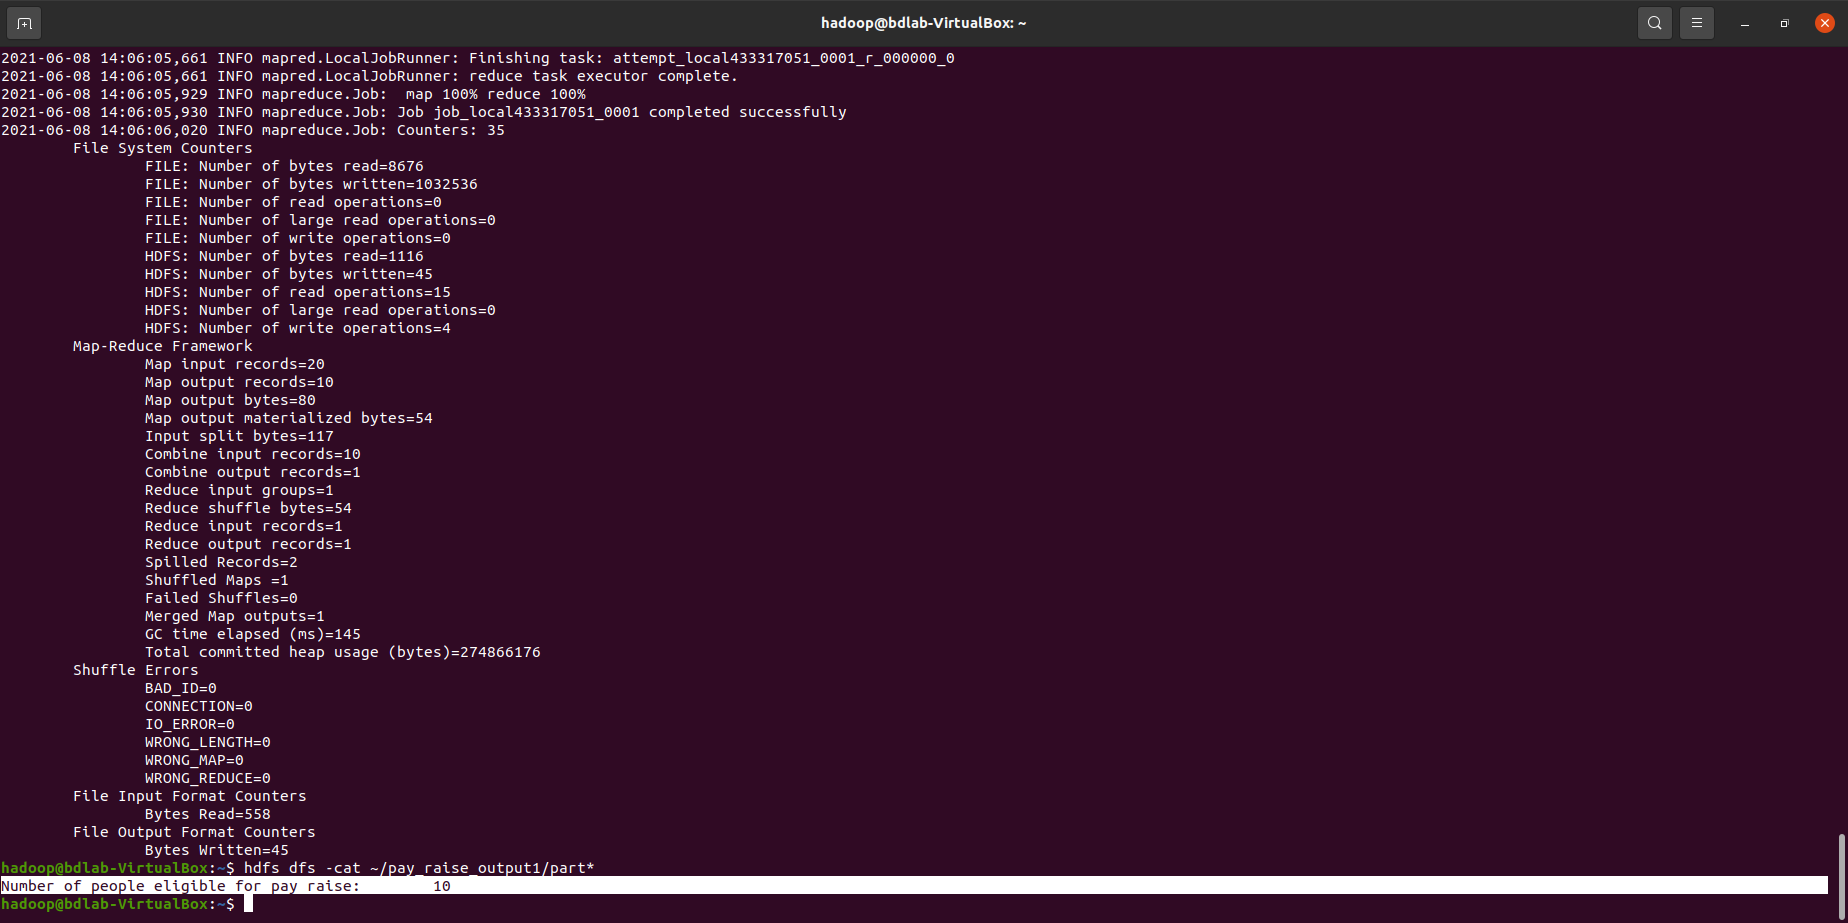 hadoop@bdlab-VirtualBox: ~
2021-06-08 14:06:05,661 INFO mapred.LocalJobRunner: Finishing task: attempt_local433317051_0001_r_000000_0
2021-06-08 14:06:05,661 INFO mapred.LocalJobRunner: reduce task executor complete.
2021-06-08 14:06:05,929 INFO mapreduce.Job:  map 100% reduce 100%
2021-06-08 14:06:05,930 INFO mapreduce.Job: Job job_local433317051_0001 completed successfully
2021-06-08 14:06:06,020 INFO mapreduce.Job: Counters: 35
File System Counters
FILE: Number of bytes read=8676
FILE: Number of bytes written=1032536
FILE: Number of read operations=0
FILE: Number of large read operations=0
FILE: Number of write operations=0
HDFS: Number of bytes read=1116
HDFS: Number of bytes written=45
HDFS: Number of read operations=15
HDFS: Number of large read operations=0
HDFS: Number of write operations=4
Map-Reduce Framework
Map input records=20
Map output records=10
Map output bytes=80
Map output materialized bytes=54
Input split bytes=117
Combine input records=10
Combine output records=1
Reduce input groups=1
Reduce shuffle bytes=54
Reduce input records=1
Reduce output records=1
Spilled Records=2
Shuffled Maps =1
Failed Shuffles=0
Merged Map outputs=1
GC time elapsed (ms)=145
Total committed heap usage (bytes)=274866176
Shuffle Errors
BAD_ID=0
CONNECTION=0
IO_ERROR=0
WRONG_LENGTH=0
WRONG_MAP=0
WRONG_REDUCE=0
File Input Format Counters
Bytes Read=558
File Output Format Counters
Bytes Written=45
hadoop@bdlab-VirtualBox:~$ hdfs dfs -cat ~/pay_raise_output1/part*
Number of people eligible for pay raise:        10
hadoop@bdlab-VirtualBox:~$